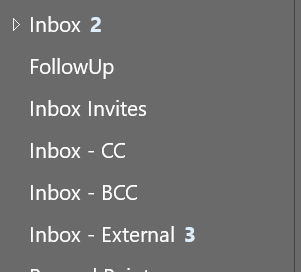 Inbox 2
FollowUp
Inbox Invites
Inbox - CC
Inbox - BCC
Inbox - External 3